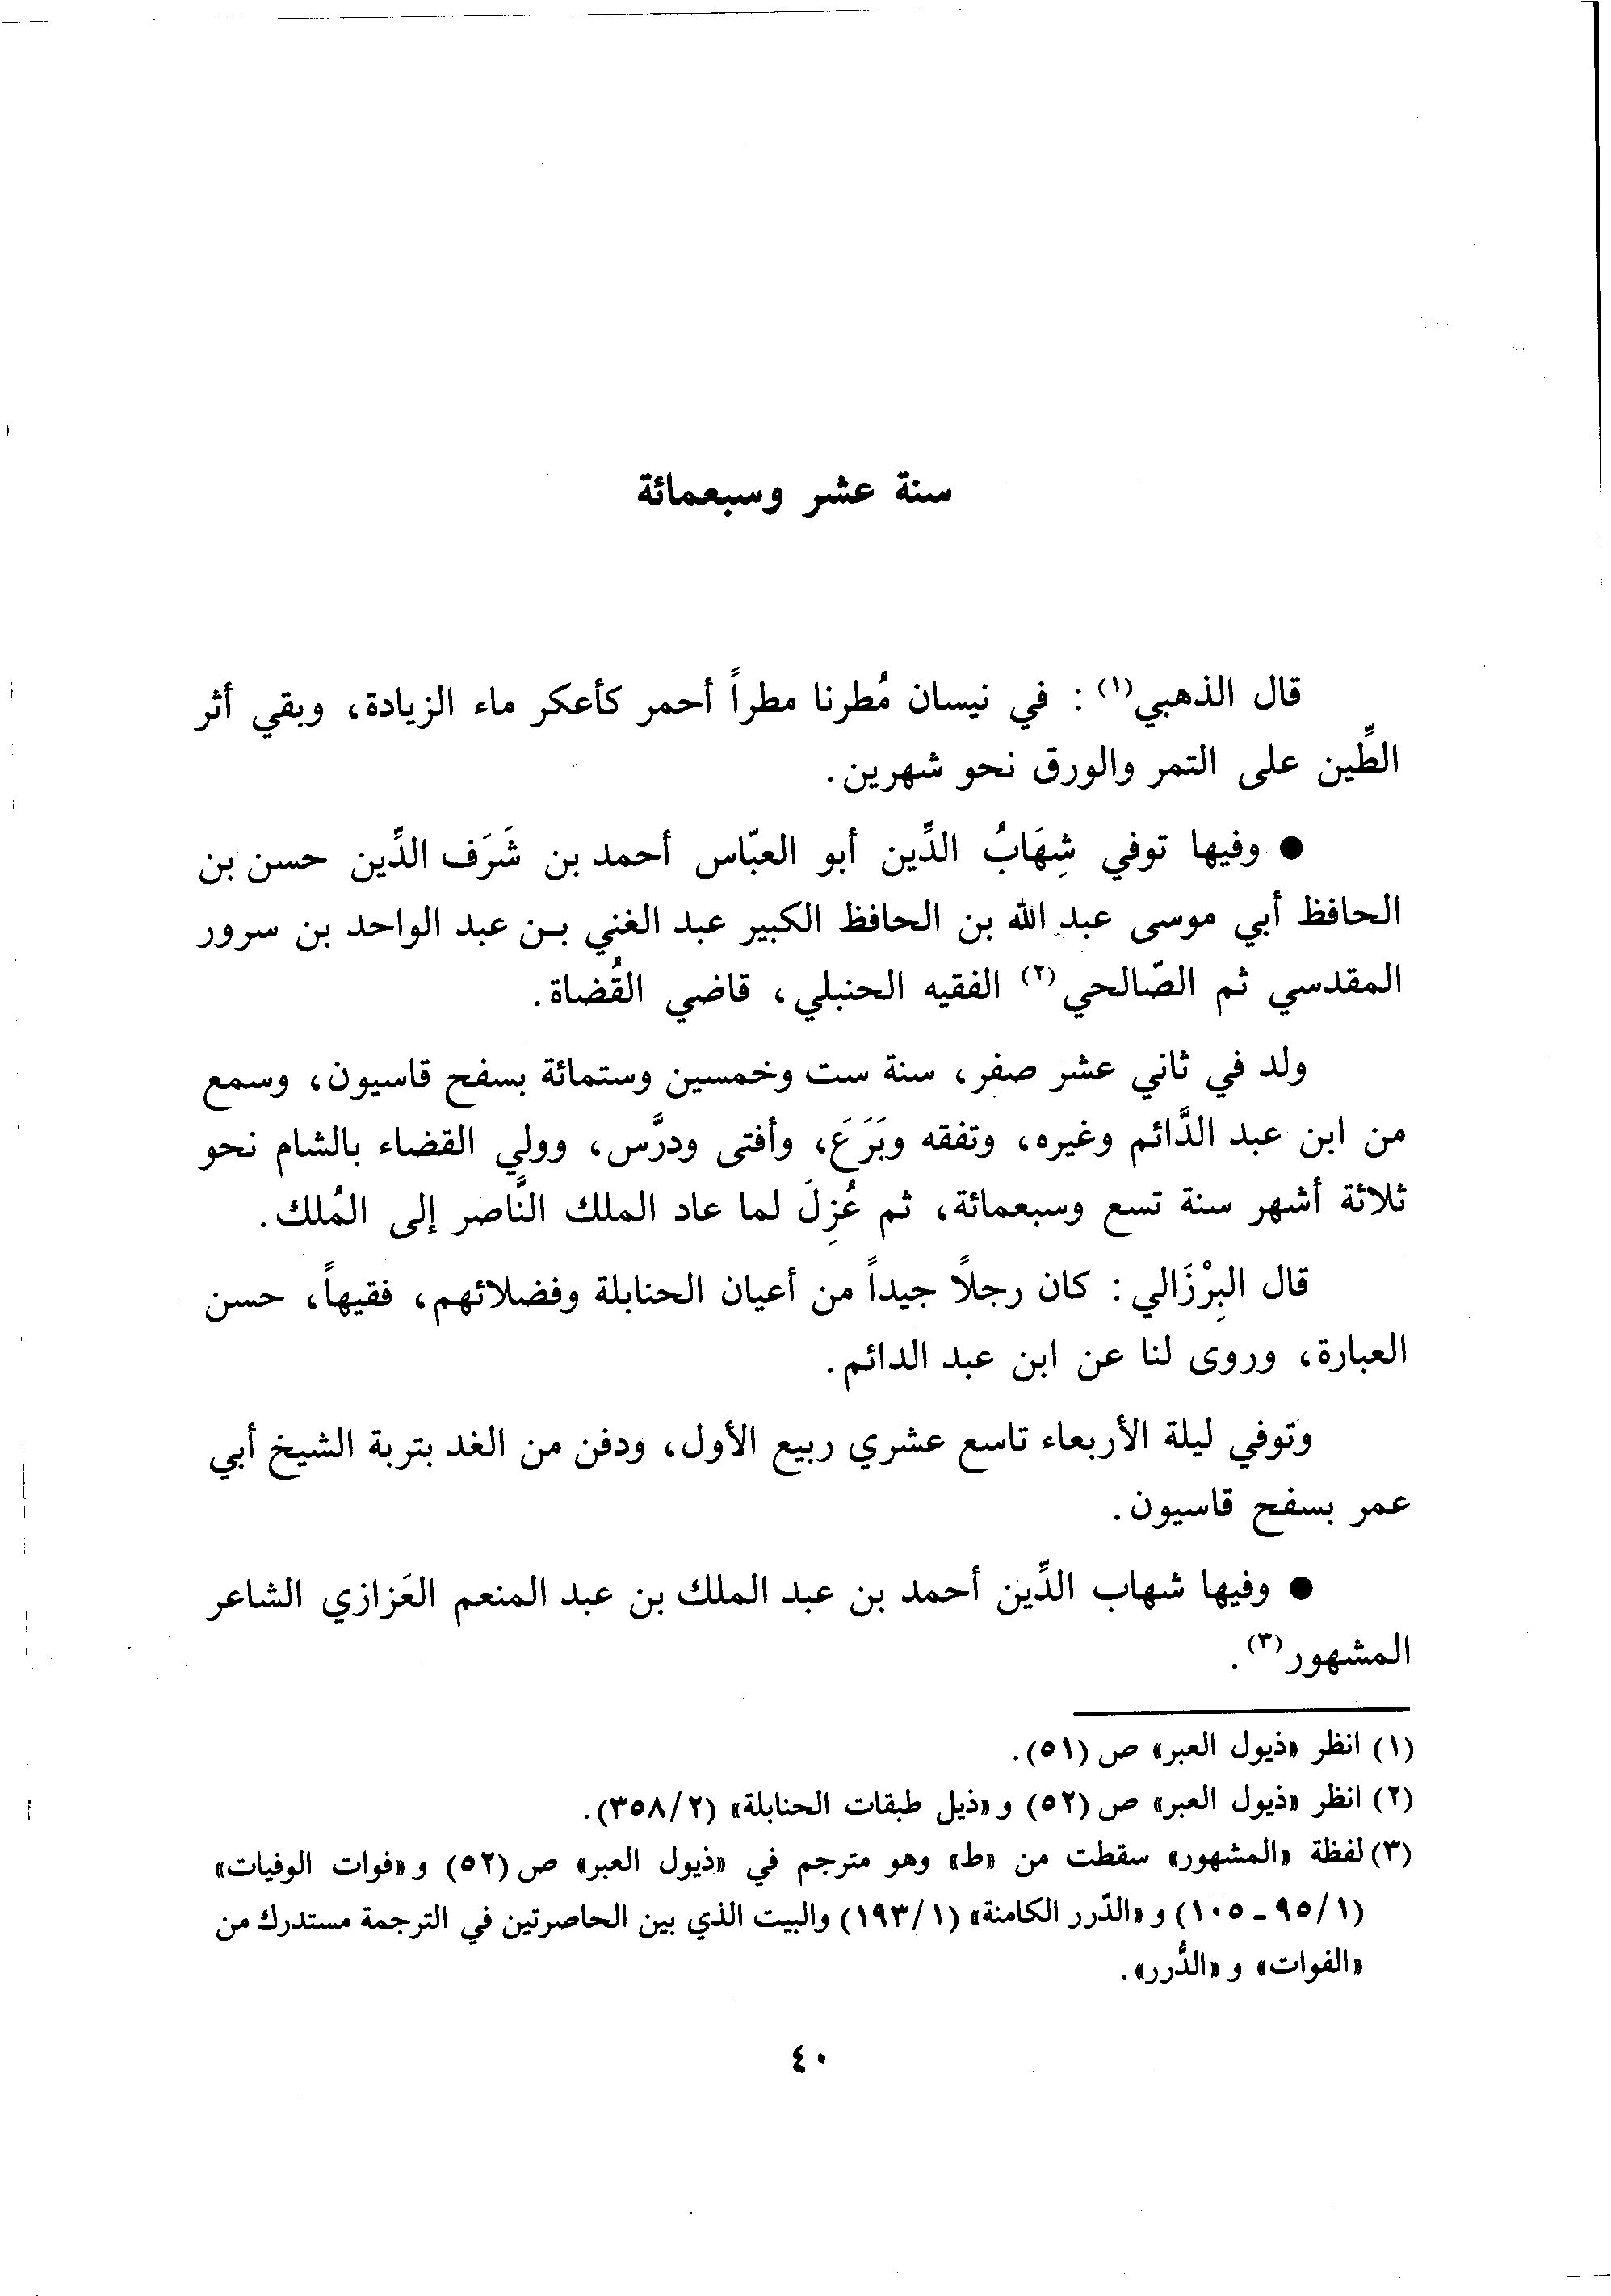 سنة عشر وسبعمائة
قال الذهبي(١): في نيسان مُطرنا مطراً أحمر كأعكر ماء الزيادة، وبقي أثر
الطِّين على التمر والورق نحو شهرين.
● وفيها توفي شِهَابُ الدِّين أبو العبّاس أحمد بن شَرَف الدِّين حسن بن
الحافظ أبي موسى عبد الله بن الحافظ الكبير عبد الغني بـن عبد الواحد بن سرور
المقدسي ثم الصّالحي(٢) الفقيه الحنبلي، قاضي القُضاة.
ولد في ثاني عشر صفر، سنة ست وخمسين وستمائة بسفح قاسيون، وسمع
من ابن عبد الدَّائم وغيره، وتفقه وبَرَعَ، وأفتى ودرَّس، وولي القضاء بالشام نحو
ثلاثة أشهر سنة تسع وسبعمائة، ثم عُزِلَ لما عاد الملك النَّاصر إلى المُلك.
قال البِرْزَالي: كان رجلاً جيداً من أعيان الحنابلة وفضلائهم، فقيهاً، حسن
العبارة، وروى لنا عن ابن عبد الدائم.
وتوفي ليلة الأربعاء تاسع عشري ربيع الأول، ودفن من الغد بتربة الشيخ أبي
عمر بسفح قاسيون.
● وفيها شهاب الدِّين أحمد بن عبد الملك بن عبد المنعم العَزازي الشاعر
المشهور(٣).
(١) انظر «ذيول العبر» ص (٥١).
(٢) انظر «ذيول العبر» ص (٥٢) و «ذيل طبقات الحنابلة» (٣٥٨/٢).
(٣) لفظة «المشهور» سقطت من «ط» وهو مترجم في «ذيول العبر» ص (٥٢) و «فوات الوفيات»
(٩٥/١ ـ ١٠٥) و «الدّرر الكامنة» (١٩٣/١) والبيت الذي بين الحاصرتين في الترجمة مستدرك من
«الفوات» و «الدُّرر».
٤٠